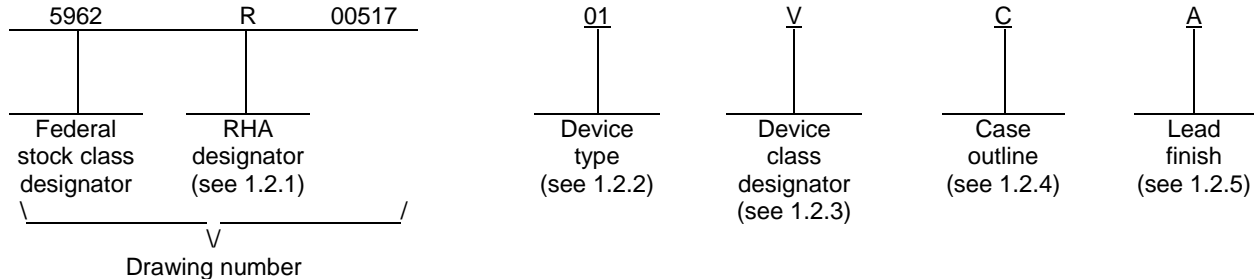 5962 R 00517 01 V C A
Federal RHA Device Device Case Lead
stock class designator type class outline finish
designator (see 1.2.1) (see 1.2.2) designator (see 1.2.4) (see 1.2.5)
(see 1.2.3)
\ /
\/
Drawing number